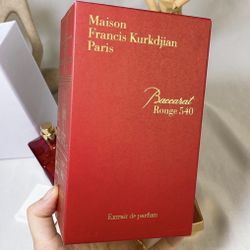 Maison
Francis Kurkdjian
Paris
Baccarat
Rouge 540
Extrait de parfum